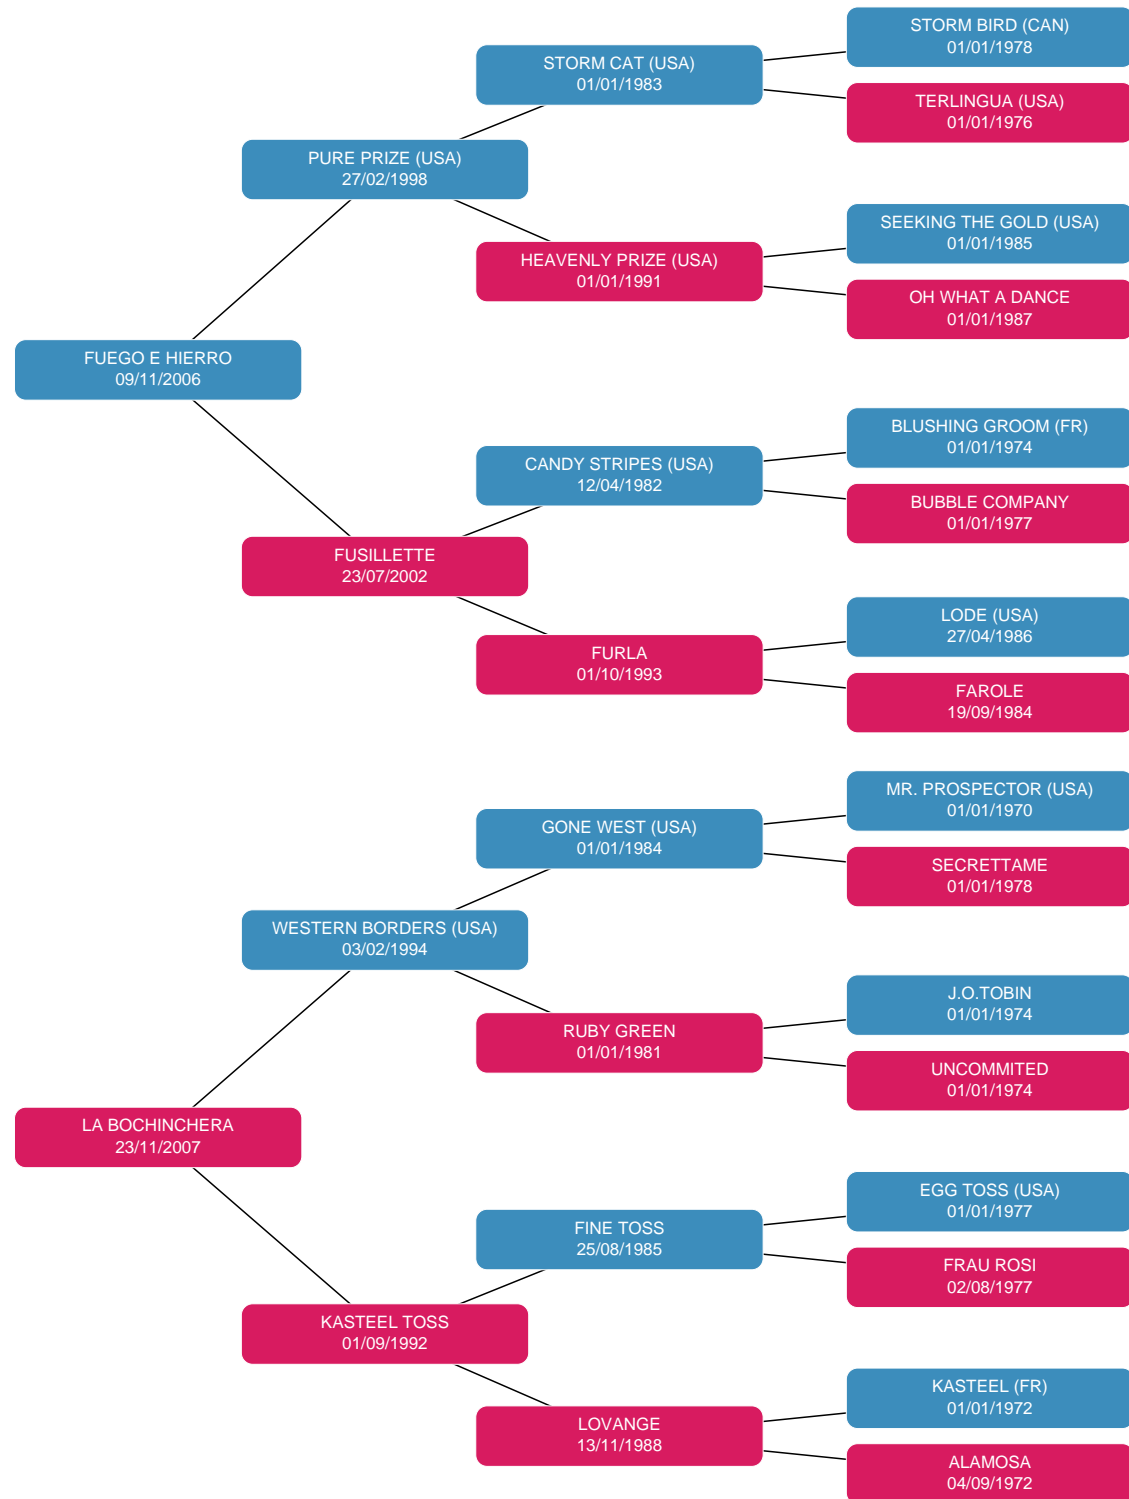 STORM BIRD (CAN)
01/01/1978
STORM CAT (USA)
01/01/1983
TERLINGUA (USA)
01/01/1976
PURE PRIZE (USA)
27/02/1998
SEEKING THE GOLD (USA)
01/01/1985
HEAVENLY PRIZE (USA)
01/01/1991
OH WHAT A DANCE
01/01/1987
FUEGO E HIERRO
09/11/2006
BLUSHING GROOM (FR)
01/01/1974
CANDY STRIPES (USA)
12/04/1982
BUBBLE COMPANY
01/01/1977
FUSILLETTE
23/07/2002
LODE (USA)
27/04/1986
FURLA
01/10/1993
FAROLE
19/09/1984
MR. PROSPECTOR (USA)
01/01/1970
GONE WEST (USA)
01/01/1984
SECRETTAME
01/01/1978
WESTERN BORDERS (USA)
03/02/1994
J.O.TOBIN
01/01/1974
RUBY GREEN
01/01/1981
UNCOMMITED
01/01/1974
LA BOCHINCHERA
23/11/2007
EGG TOSS (USA)
01/01/1977
FINE TOSS
25/08/1985
FRAU ROSI
02/08/1977
KASTEEL TOSS
01/09/1992
KASTEEL (FR)
01/01/1972
LOVANGE
13/11/1988
ALAMOSA
04/09/1972